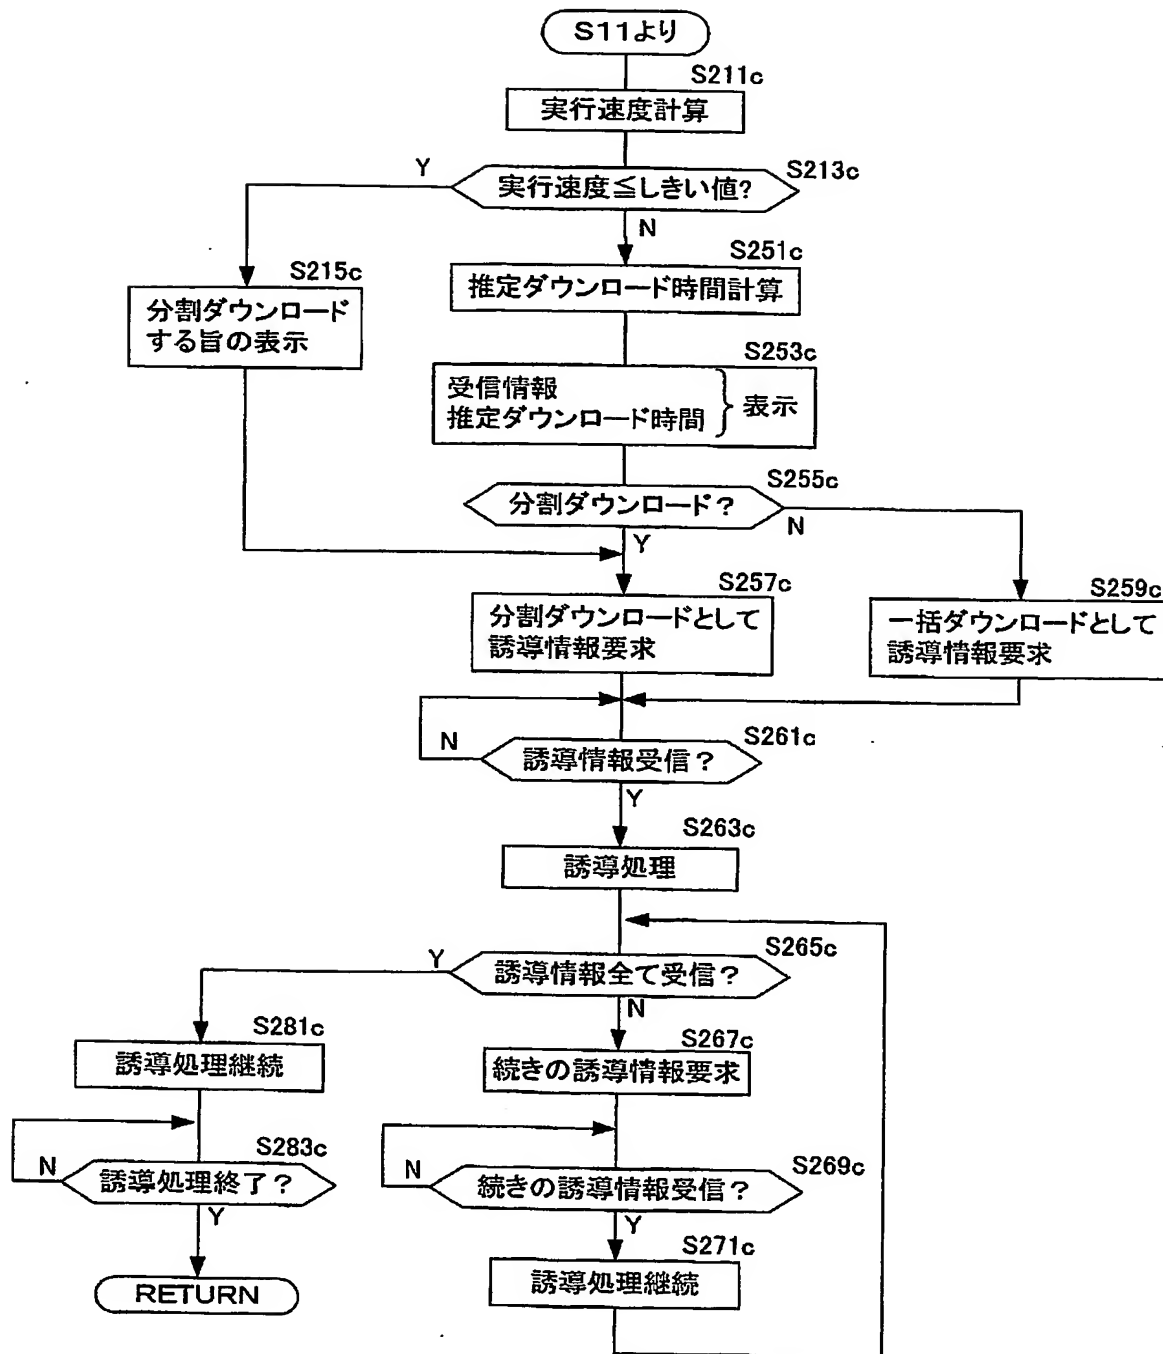 S11より
S211c
実行速度計算
Y
S213c
実行速度≦しきい値?
N
S251c
推定ダウンロード時間計算
S215c
分割ダウンロード
する旨の表示
S253c
受信情報
推定ダウンロード時間
表示
S255c
分割ダウンロード?
N
Y
S257c
分割ダウンロードとして
誘導情報要求
S259c
一括ダウンロードとして
誘導情報要求
S261c
N
誘導情報受信?
Y
S263c
誘導処理
S265c
Y
誘導情報全て受信?
N
S281c
誘導処理継続
S267c
続きの誘導情報要求
S283c
N
誘導処理終了?
Y
S269c
N
続きの誘導情報受信?
Y
S271c
誘導処理継続
RETURN